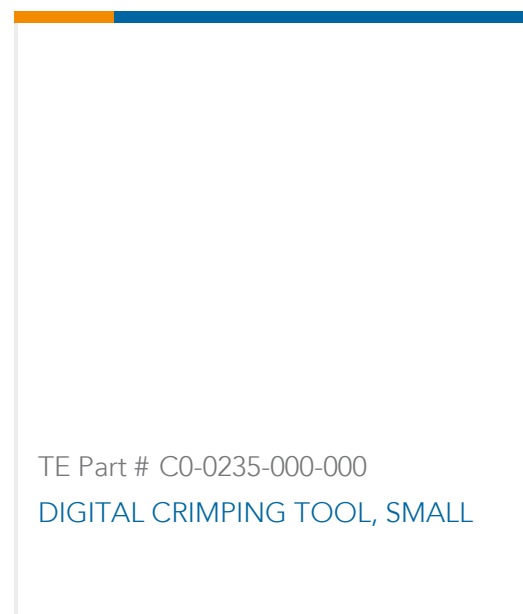 TE Part # C0-0235-000-000
DIGITAL CRIMPING TOOL, SMALL